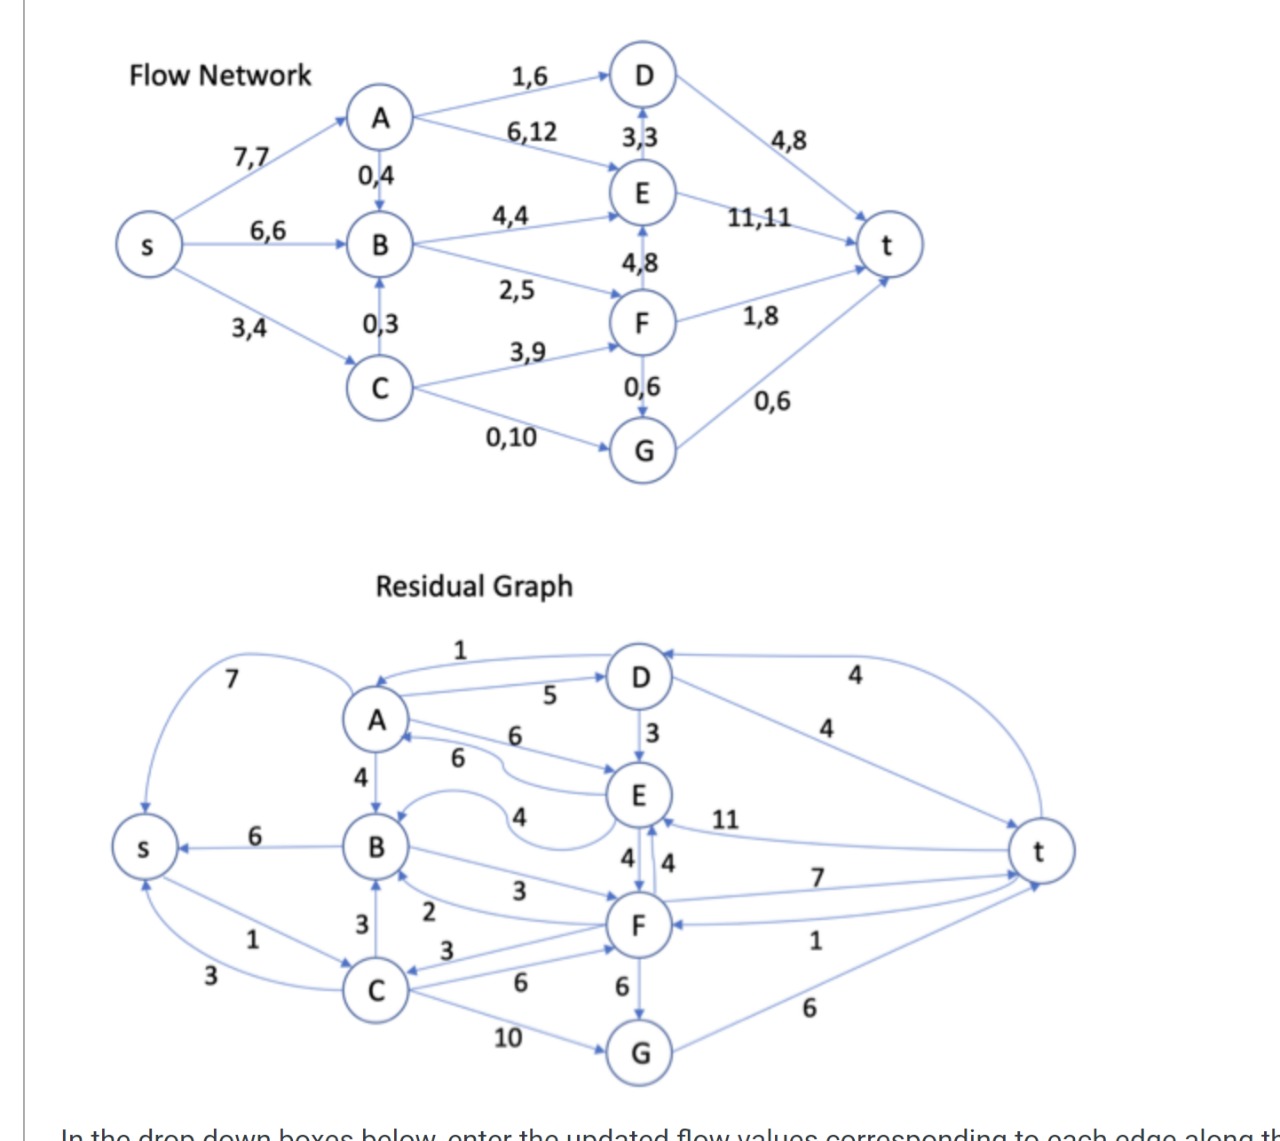 Flow Network
D
1,6
A
6,12
3,3
4,8
7,7
0,4
E
4,4
11,11
6,6
s
B
t
4,8
2,5
F
1,8
3,4
0,3
3,9
C
0,6
0,6
0,10
G
Residual Graph
1
7
D
4
5
A
6
3
4
6
4
E
4
11
6
s
B
t
4
4
7
3
2
F
3
3
1
1
6
3
C
6
6
10
G
In the drop down boxes below, enter the updated flow values corresponding to each edge along th